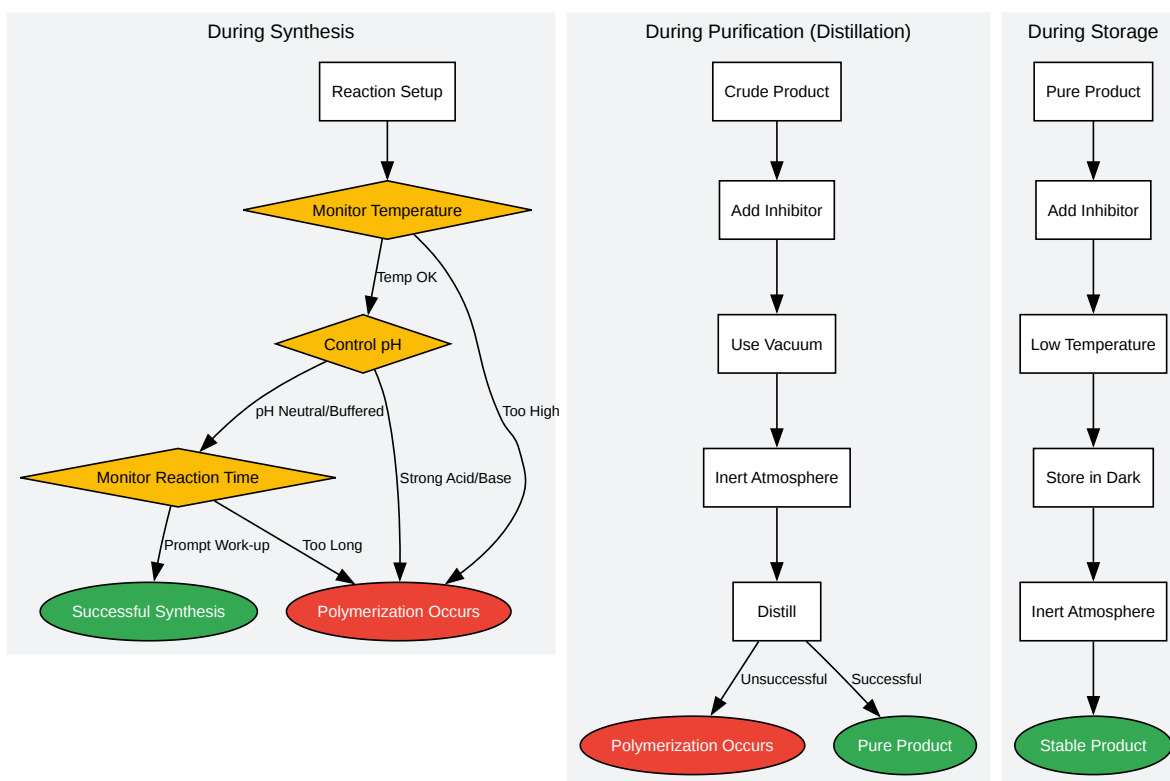 During Synthesis
Reaction Setup
Monitor Temperature
Temp OK
Control pH
pH Neutral/Buffered
Too High
Monitor Reaction Time
Strong Acid/Base
Prompt Work-up
Too Long
Successful Synthesis
Polymerization Occurs
During Purification (Distillation)
Crude Product
Add Inhibitor
Use Vacuum
Inert Atmosphere
Distill
Unsuccessful
Successful
Polymerization Occurs
Pure Product
During Storage
Pure Product
Add Inhibitor
Low Temperature
Store in Dark
Inert Atmosphere
Stable Product